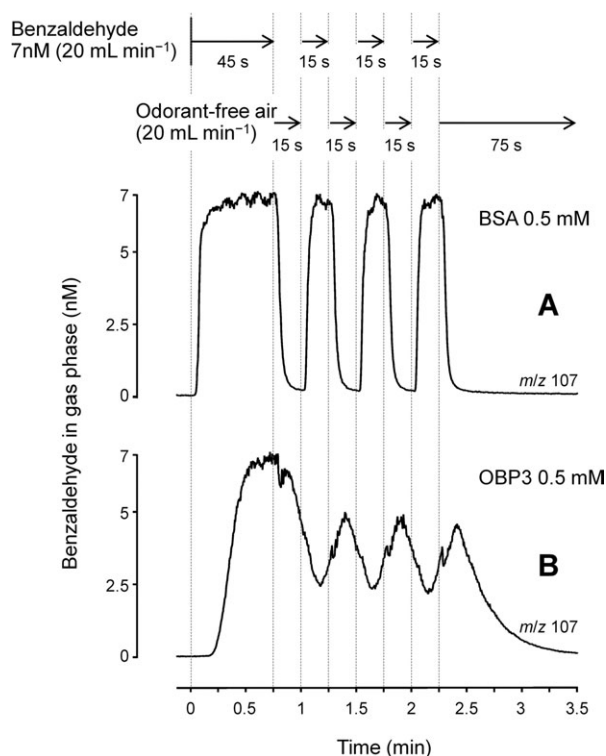 Benzaldehyde
7nM (20 mL min⁻¹)
45 s
15 s
15 s
15 s
Odorant-free air
(20 mL min⁻¹)
15 s
15 s
15 s
75 s
Benzaldehyde in gas phase (nM)
7
5
2.5
0
BSA 0.5 mM
A
m/z 107
7
5
2.5
0
OBP3 0.5 mM
B
m/z 107
0 0.5 1 1.5 2 2.5 3 3.5
Time (min)